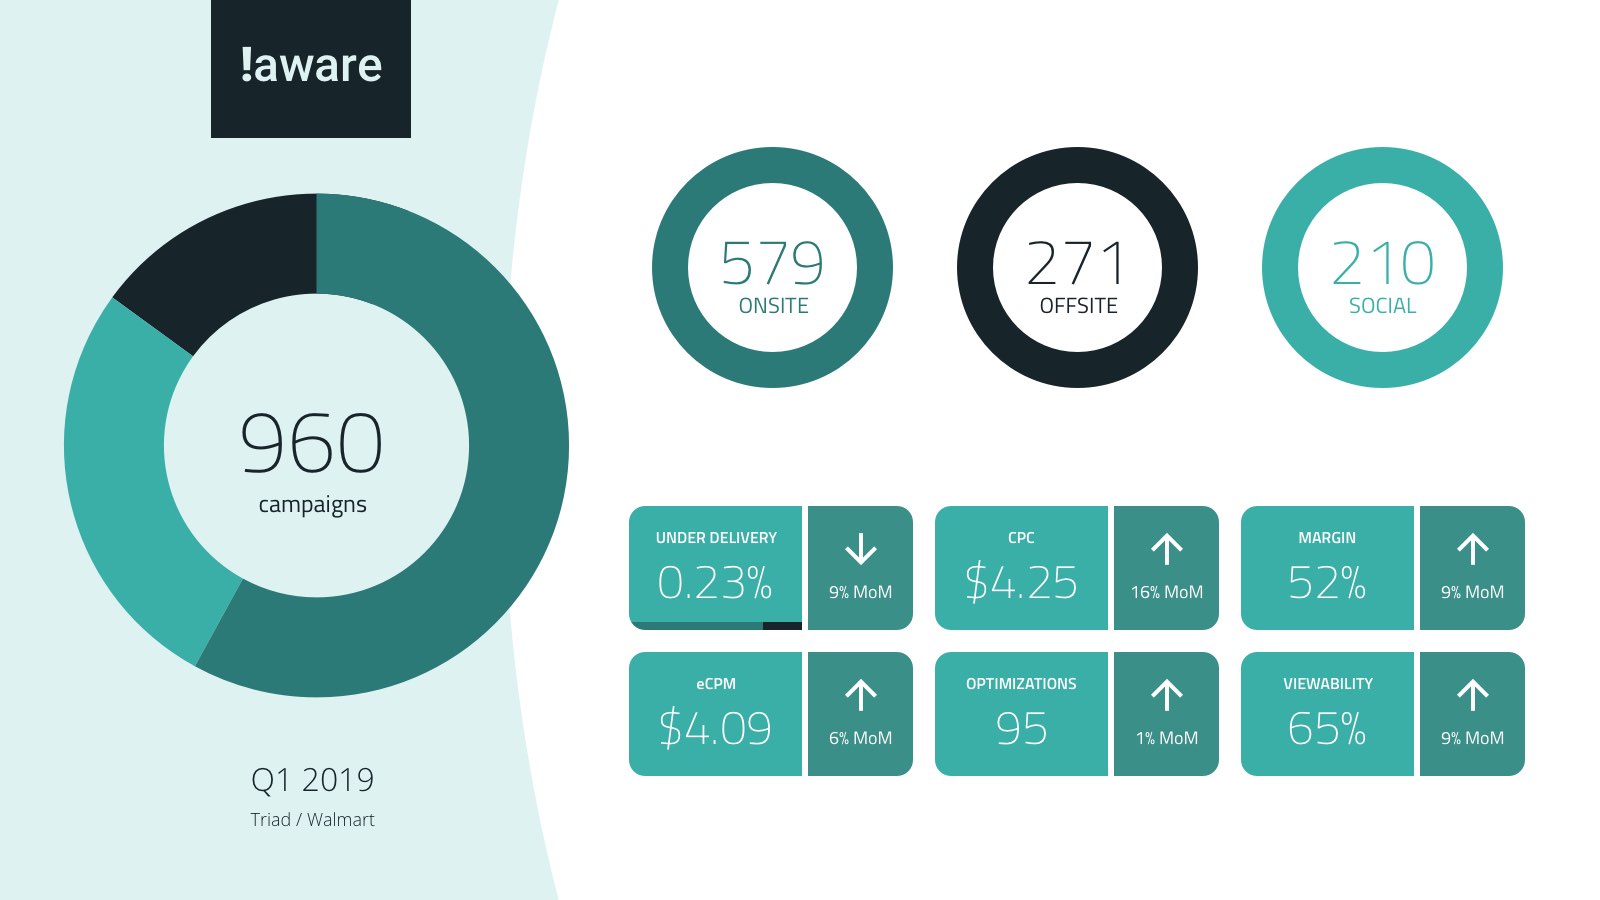 !aware
960
campaigns
Q1 2019
Triad / Walmart
579
ONSITE
271
OFFSITE
210
SOCIAL
UNDER DELIVERY
0.23%
9% MoM
CPC
$4.25
16% MoM
MARGIN
52%
9% MoM
eCPM
$4.09
6% MoM
OPTIMIZATIONS
95
1% MoM
VIEWABILITY
65%
9% MoM